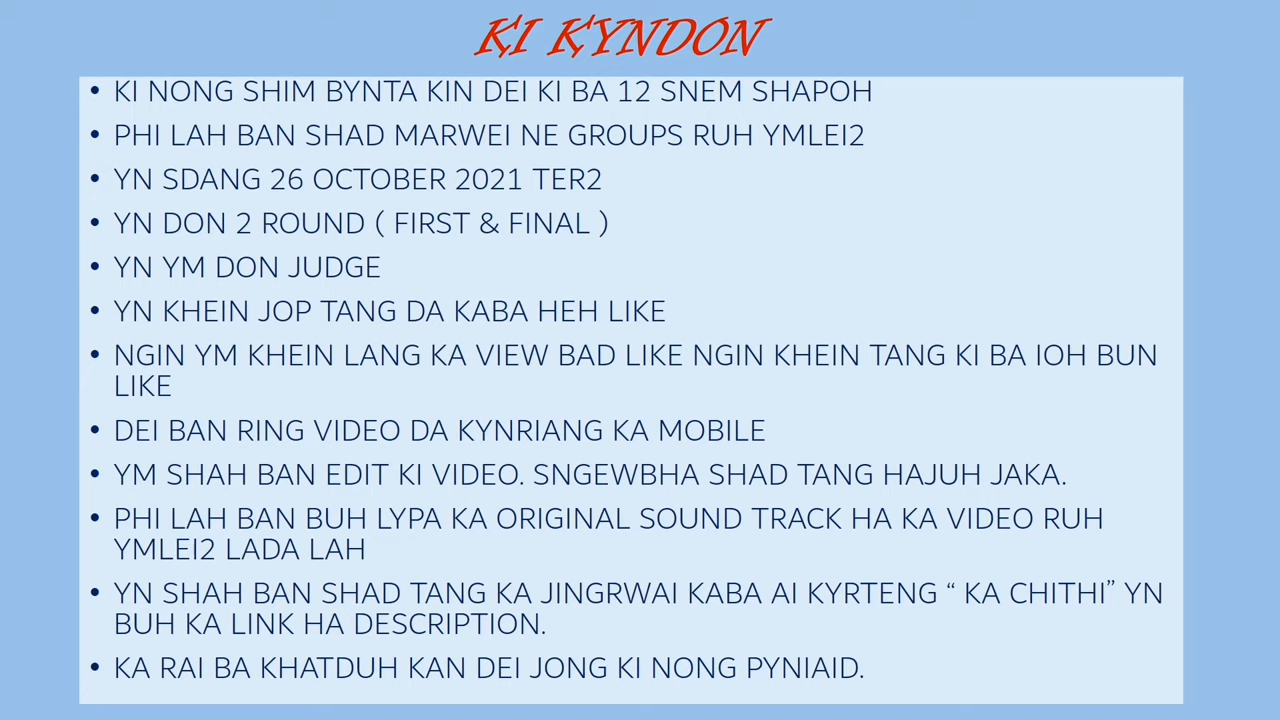 KI KYNDON
• KI NONG SHIM BYNTA KIN DEI KI BA 12 SNEM SHAPOH
• PHI LAH BAN SHAD MARWEI NE GROUPS RUH YMLEI2
• YN SDANG 26 OCTOBER 2021 TER2
• YN DON 2 ROUND ( FIRST & FINAL )
• YN YM DON JUDGE
• YN KHEIN JOP TANG DA KABA HEH LIKE
• NGIN YM KHEIN LANG KA VIEW BAD LIKE NGIN KHEIN TANG KI BA IOH BUN
LIKE
• DEI BAN RING VIDEO DA KYNRIANG KA MOBILE
• YM SHAH BAN EDIT KI VIDEO. SNGEWBHA SHAD TANG HAJUH JAKA.
• PHI LAH BAN BUH LYPA KA ORIGINAL SOUND TRACK HA KA VIDEO RUH
YMLEI2 LADA LAH
• YN SHAH BAN SHAD TANG KA JINGRWAI KABA AI KYRTENG “ KA CHITHI” YN
BUH KA LINK HA DESCRIPTION.
• KA RAI BA KHATDUH KAN DEI JONG KI NONG PYNIAID.